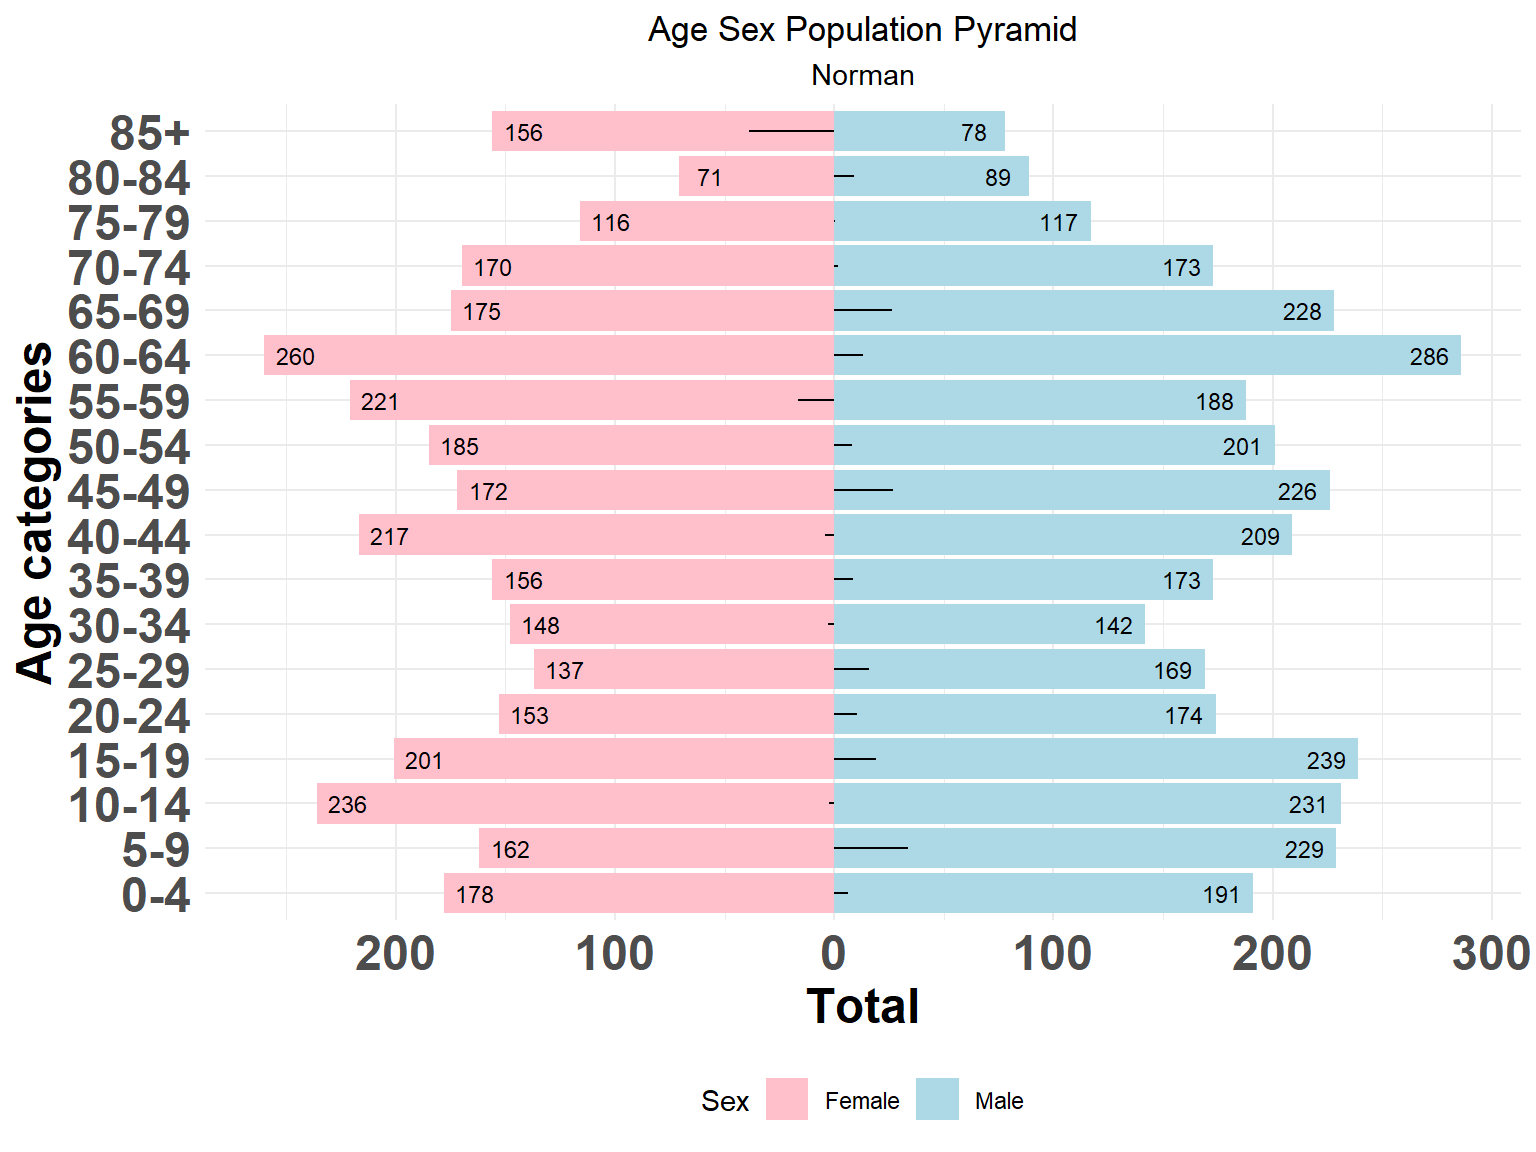 Age Sex Population Pyramid
Norman
Age categories
85+ 156 78
80-84 71 89
75-79 116 117
70-74 170 173
65-69 175 228
60-64 260 286
55-59 221 188
50-54 185 201
45-49 172 226
40-44 217 209
35-39 156 173
30-34 148 142
25-29 137 169
20-24 153 174
15-19 201 239
10-14 236 231
5-9 162 229
0-4 178 191
200 100 0 100 200 300
Total
Sex Female Male